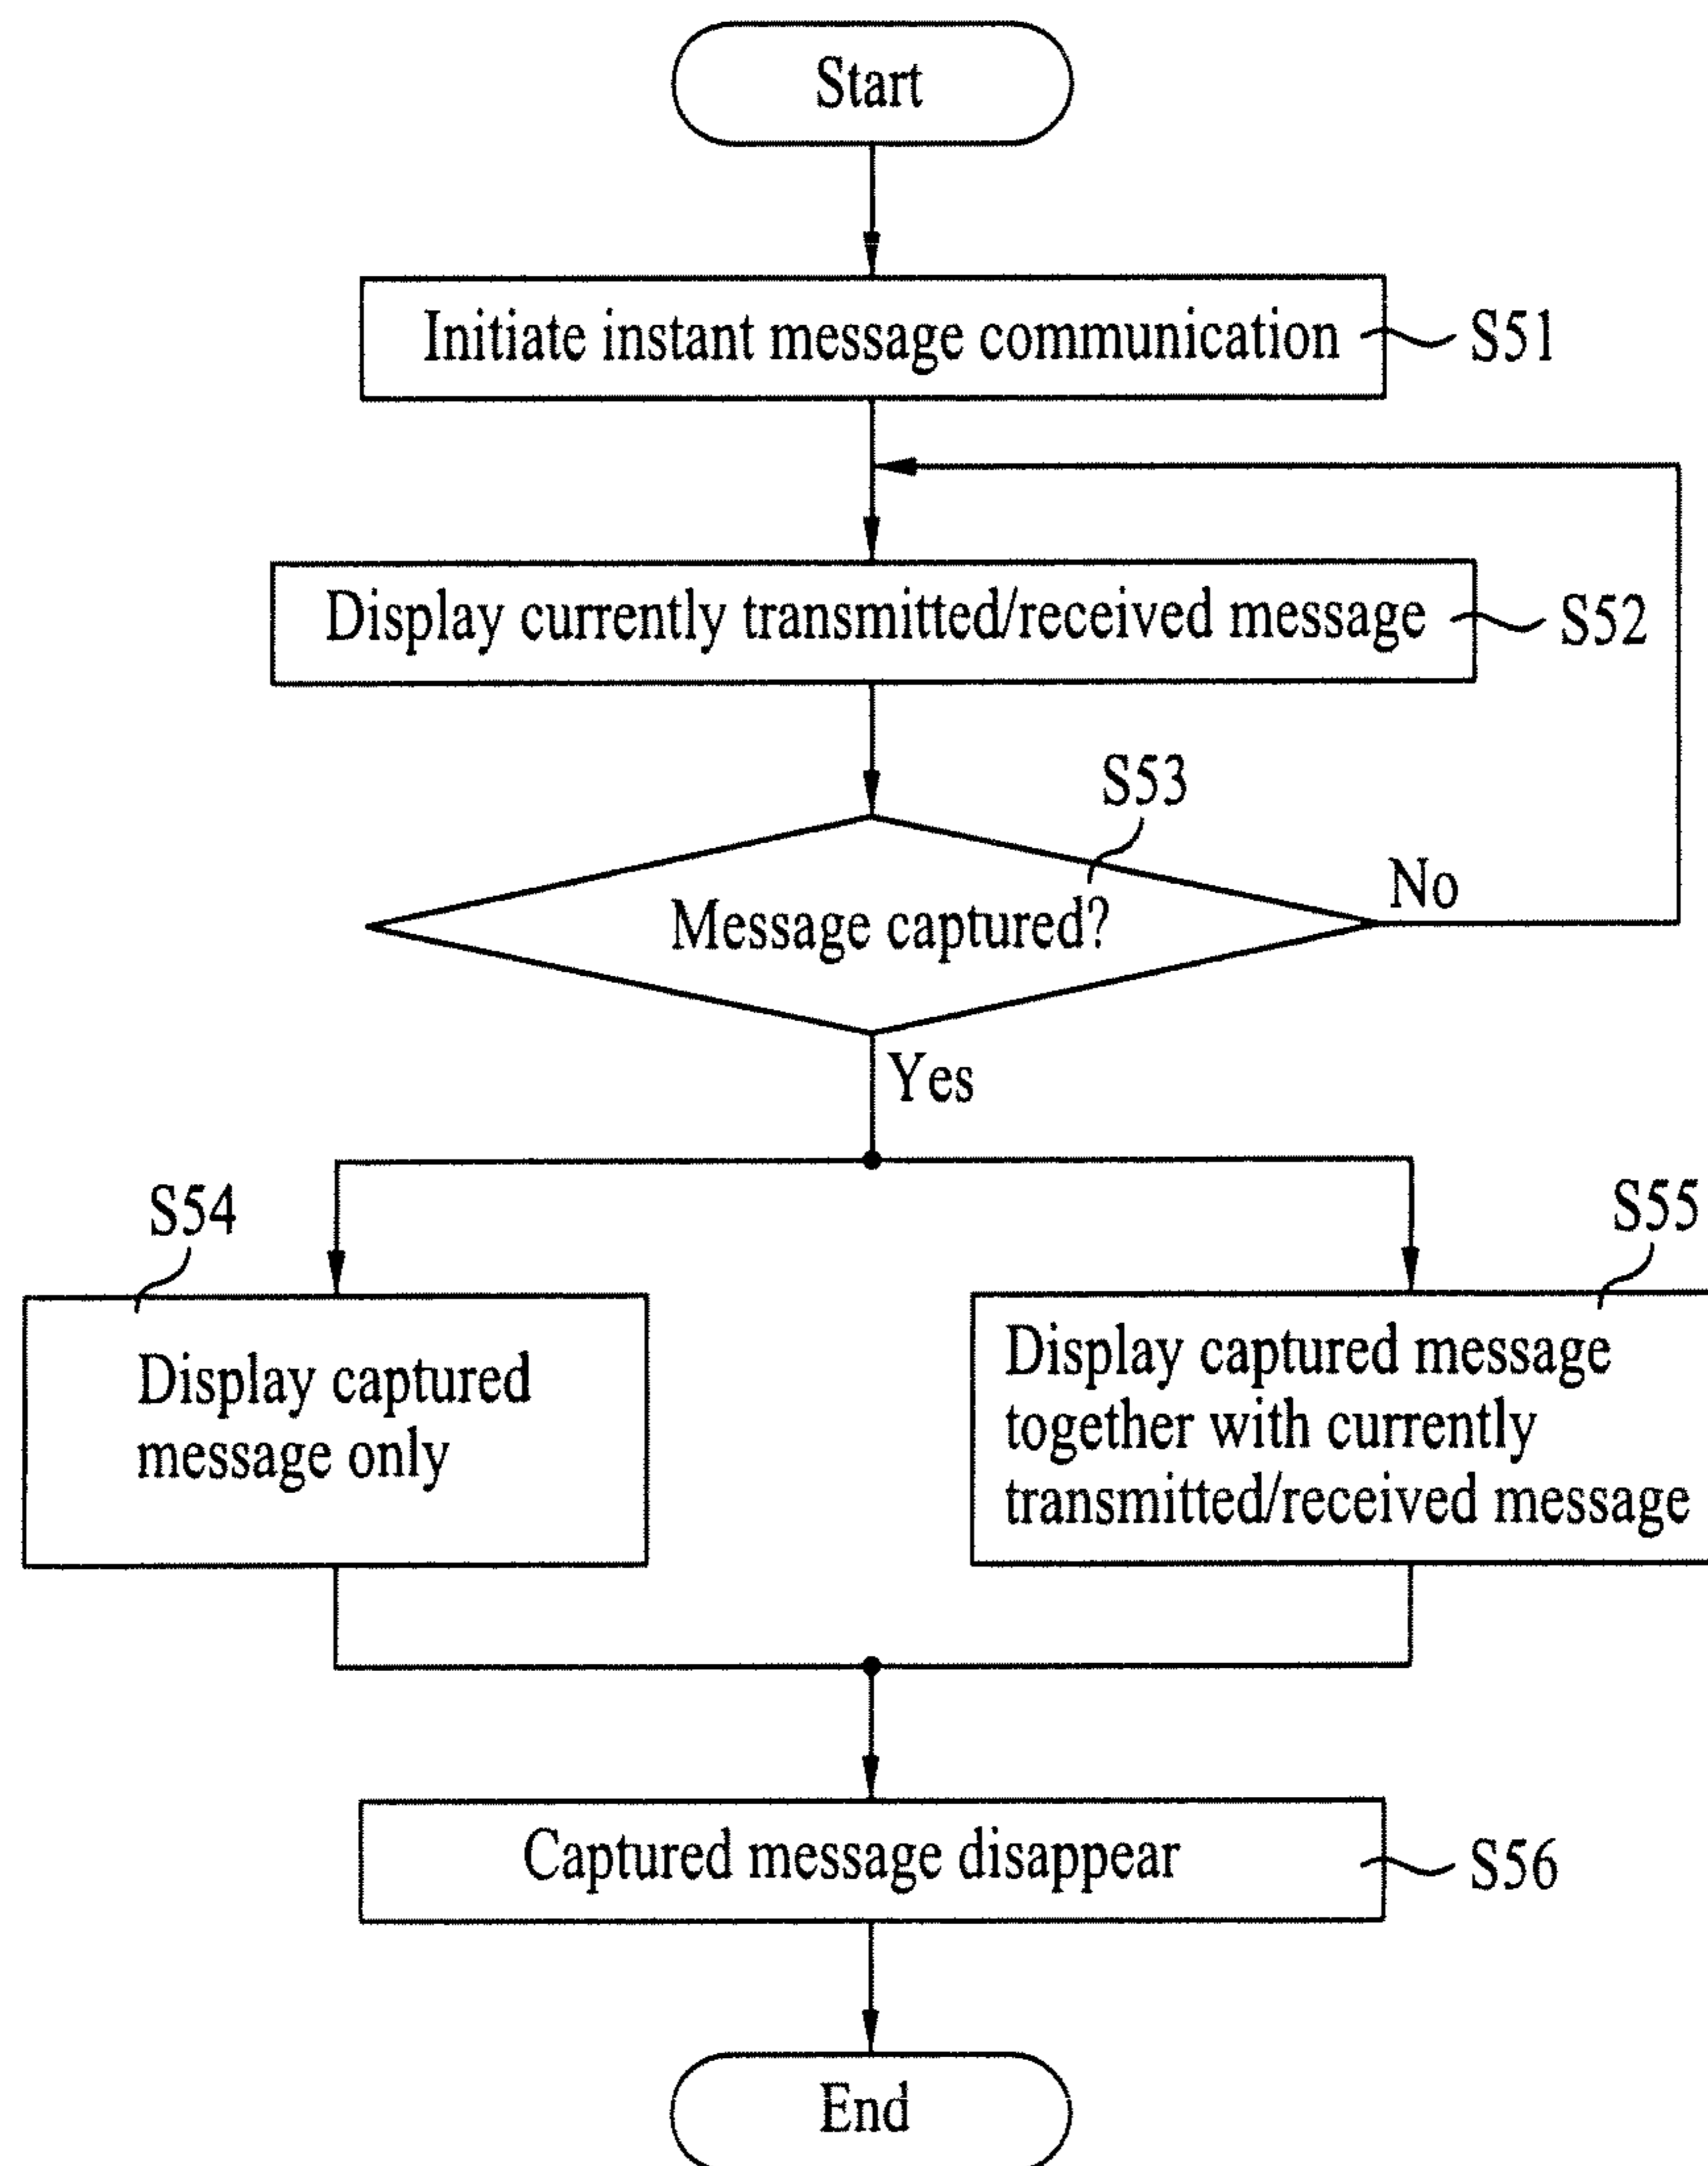 Start
Initiate instant message communication
S51
Display currently transmitted/received message
S52
S53
Message captured?
No
Yes
S54
S55
Display captured
message only
Display captured message
together with currently
transmitted/received message
Captured message disappear
S56
End